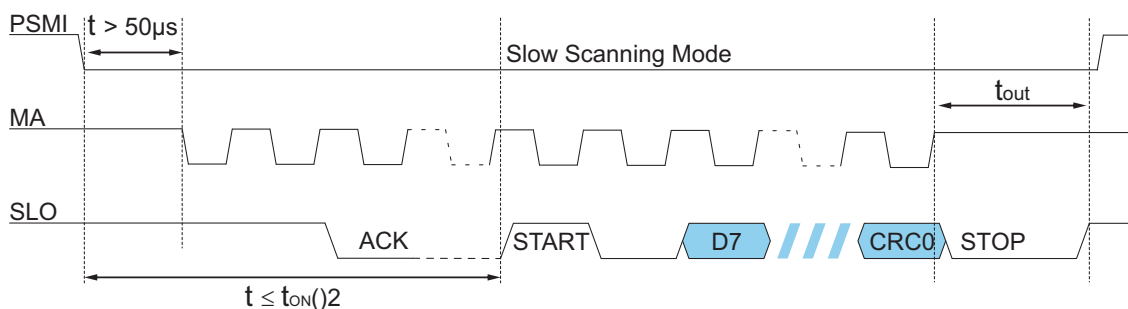 PSMI
t > 50µs
Slow Scanning Mode
tout
MA
SLO
ACK
START
D7
CRC0
STOP
t ≤ tON()2